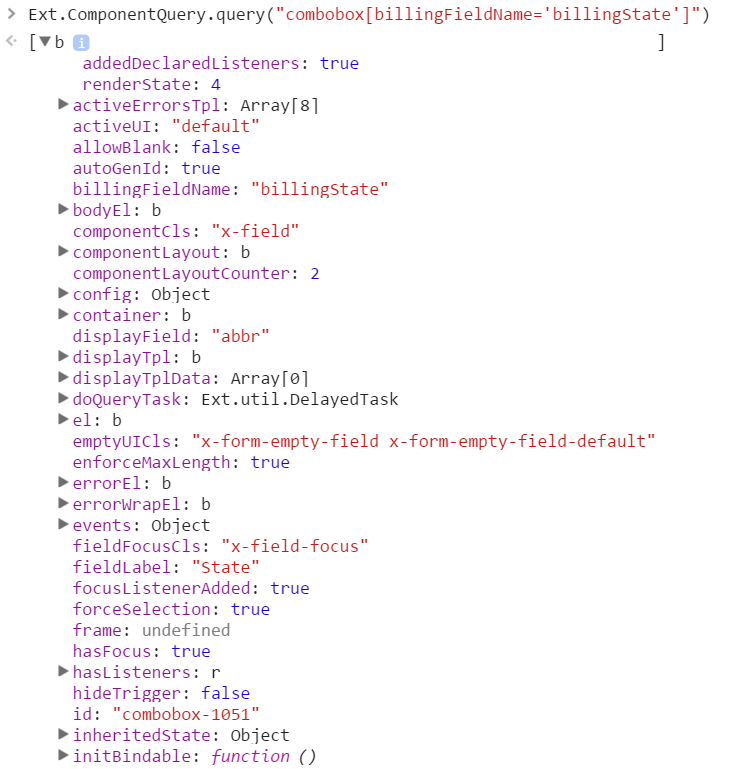 > Ext.ComponentQuery.query("combobox[billingFieldName='billingState']")
[▼b i ]
addedDeclaredListeners: true
renderState: 4
▶activeErrorsTpl: Array[8]
activeUI: "default"
allowBlank: false
autoGenId: true
billingFieldName: "billingState"
▶bodyEl: b
componentCls: "x-field"
▶componentLayout: b
componentLayoutCounter: 2
▶config: Object
▶container: b
displayField: "abbr"
▶displayTpl: b
▶displayTplData: Array[0]
▶doQueryTask: Ext.util.DelayedTask
▶el: b
emptyUICls: "x-form-empty-field x-form-empty-field-default"
enforceMaxLength: true
▶errorEl: b
▶errorWrapEl: b
▶events: Object
fieldFocusCls: "x-field-focus"
fieldLabel: "State"
focusListenerAdded: true
forceSelection: true
frame: undefined
hasFocus: true
▶hasListeners: r
hideTrigger: false
id: "combobox-1051"
▶inheritedState: Object
▶initBindable: function ()